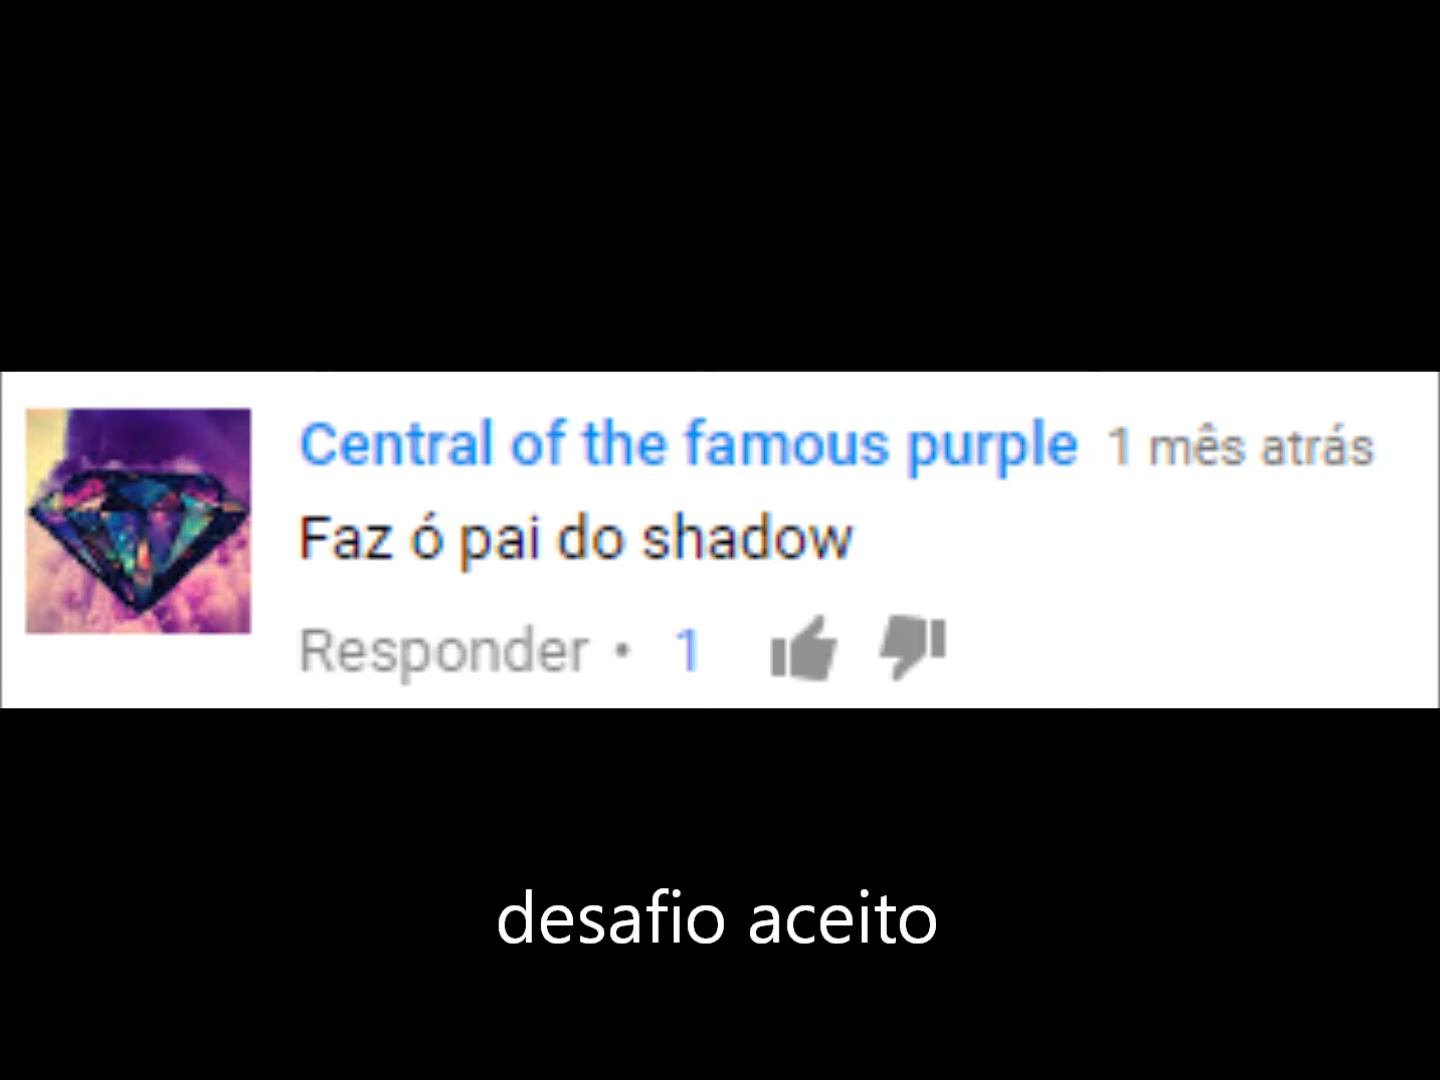 Central of the famous purple 1 mês atrás
Faz ó pai do shadow
Responder • 1
desafio aceito